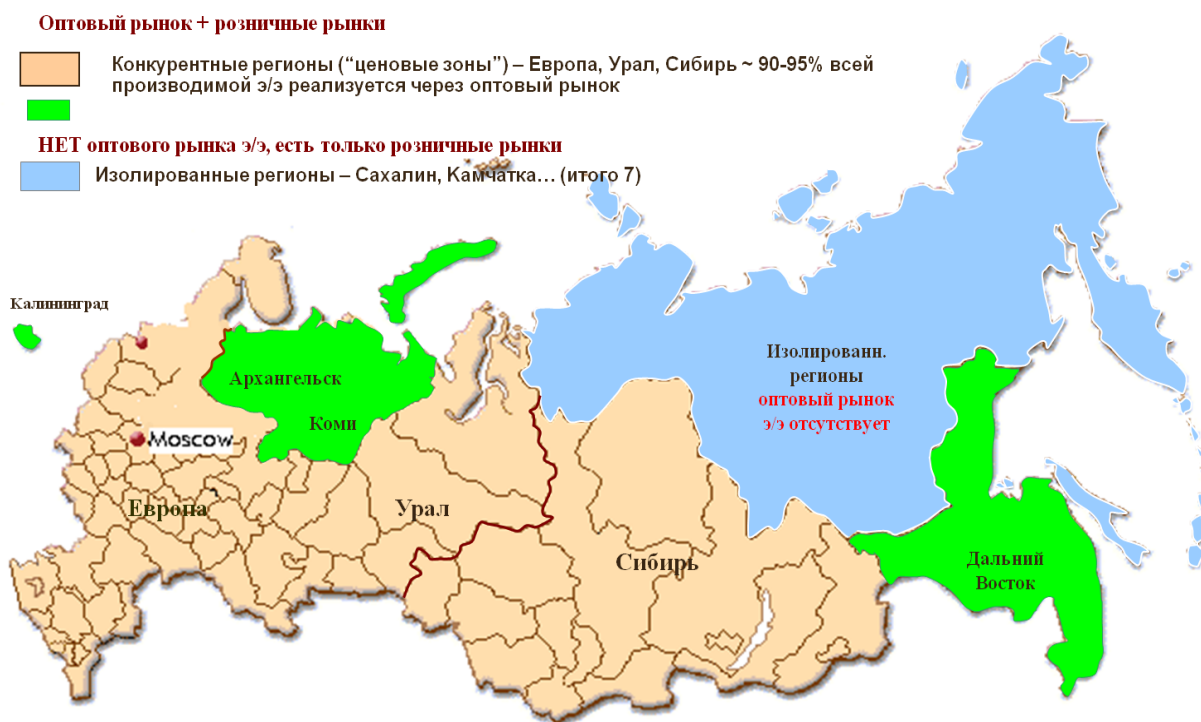 Оптовый рынок + розничные рынки
Конкурентные регионы (“ценовые зоны”) – Европа, Урал, Сибирь ~ 90-95% всей
производимой э/э реализуется через оптовый рынок
НЕТ оптового рынка э/э, есть только розничные рынки
Изолированные регионы – Сахалин, Камчатка… (итого 7)
Калининград
Архангельск
Коми
Moscow
Европа
Урал
Сибирь
Изолированн.
регионы
оптовый рынок
э/э отсутствует
Дальний
Восток